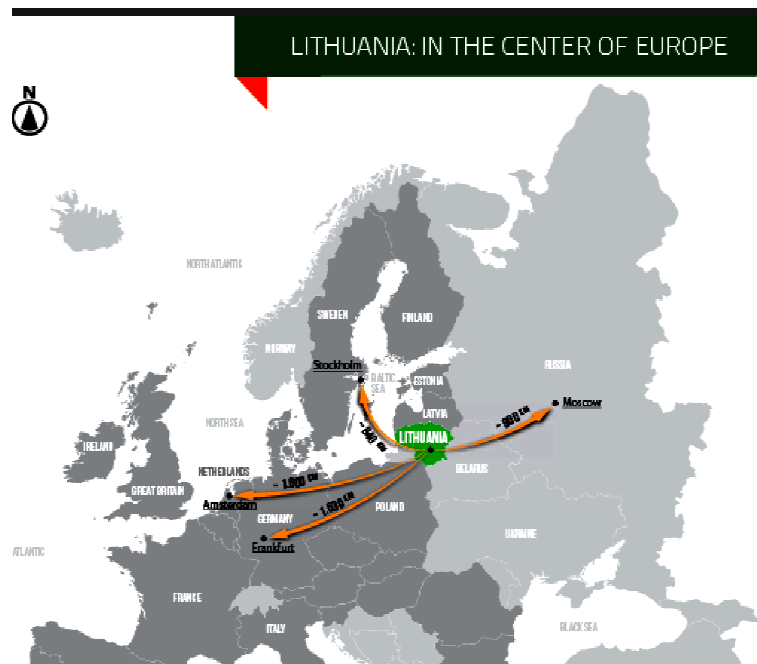 LITHUANIA: IN THE CENTER OF EUROPE
N
NORTH ATLANTIC
SWEDEN
FINLAND
NORWAY
RUSSIA
Stockholm
BALTIC
SEA
ESTONIA
Moscow
LATVIA
NORTH SEA
LITHUANIA
IRELAND
NETHERLANDS
BELARUS
GREAT BRITAIN
Amsterdam
GERMANY
POLAND
UKRAINE
Frankfurt
ATLANTIC
FRANCE
ITALY
BLACK SEA